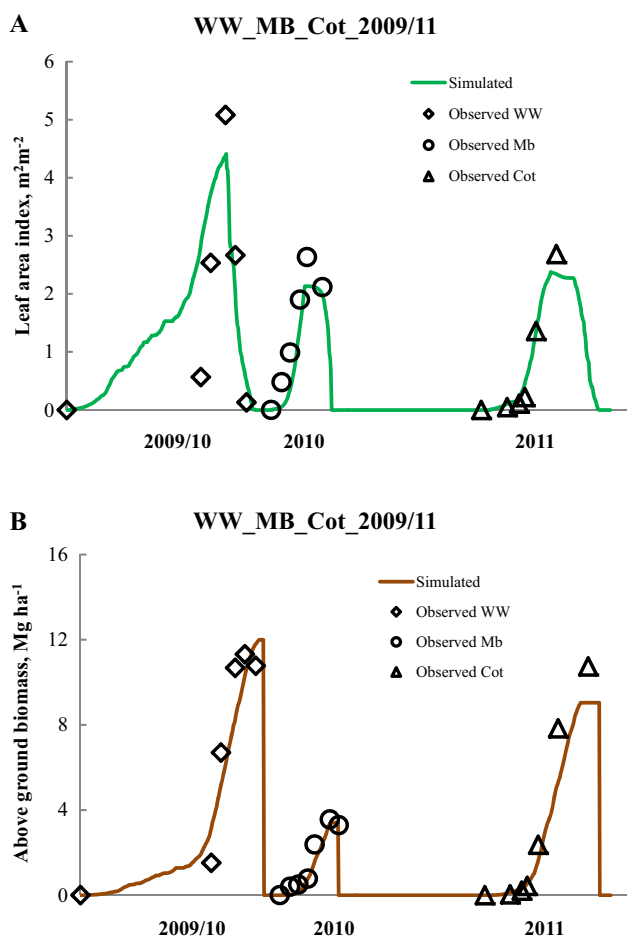 A
WW_MB_Cot_2009/11
Leaf area index, m²m⁻²
6
5
4
3
2
1
0
Simulated
Observed WW
Observed Mb
Observed Cot
2009/10 2010 2011
B
WW_MB_Cot_2009/11
Above ground biomass, Mg ha⁻¹
16
12
8
4
0
Simulated
Observed WW
Observed Mb
Observed Cot
2009/10 2010 2011